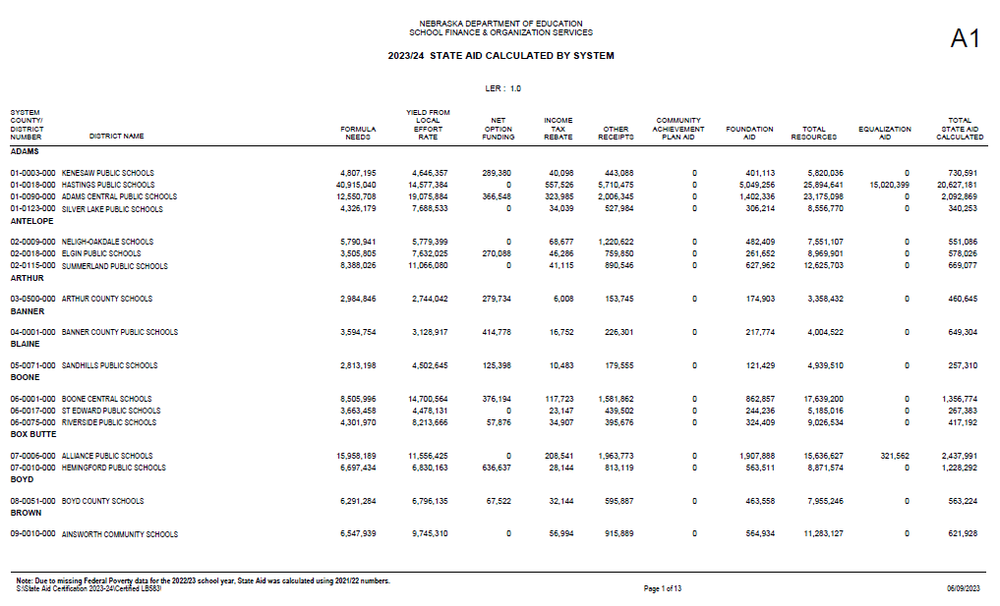 NEBRASKA DEPARTMENT OF EDUCATION
SCHOOL FINANCE & ORGANIZATION SERVICES
A1
2023/24 STATE AID CALCULATED BY SYSTEM
LER : 1.0
SYSTEM COUNTY/ DISTRICT NUMBER DISTRICT NAME FORMULA NEEDS YIELD FROM LOCAL EFFORT RATE NET OPTION FUNDING INCOME TAX REBATE OTHER RECEIPTS COMMUNITY ACHIEVEMENT PLAN AID FOUNDATION AID TOTAL RESOURCES EQUALIZATION AID TOTAL STATE AID CALCULATED
ADAMS
01-0003-000 KENESAW PUBLIC SCHOOLS 4,807,195 4,646,357 289,380 40,098 443,088 0 401,113 5,820,036 0 730,591
01-0018-000 HASTINGS PUBLIC SCHOOLS 40,915,040 14,577,384 0 557,526 5,710,475 0 5,049,256 25,894,641 15,020,399 20,627,181
01-0090-000 ADAMS CENTRAL PUBLIC SCHOOLS 12,550,708 19,075,884 366,548 323,985 2,006,345 0 1,402,336 23,175,098 0 2,092,869
01-0123-000 SILVER LAKE PUBLIC SCHOOLS 4,326,179 7,688,533 0 34,039 527,984 0 306,214 8,556,770 0 340,253
ANTELOPE
02-0009-000 NELIGH-OAKDALE SCHOOLS 5,790,941 5,779,399 0 68,677 1,220,622 0 482,409 7,551,107 0 551,086
02-0018-000 ELGIN PUBLIC SCHOOLS 3,505,805 7,632,025 270,088 46,286 759,850 0 261,652 8,969,901 0 578,026
02-0115-000 SUMMERLAND PUBLIC SCHOOLS 8,388,026 11,066,080 0 41,115 890,546 0 627,962 12,625,703 0 669,077
ARTHUR
03-0500-000 ARTHUR COUNTY SCHOOLS 2,984,846 2,744,042 279,734 6,008 153,745 0 174,903 3,358,432 0 460,645
BANNER
04-0001-000 BANNER COUNTY PUBLIC SCHOOLS 3,594,754 3,128,917 414,778 16,752 226,301 0 217,774 4,004,522 0 649,304
BLAINE
05-0071-000 SANDHILLS PUBLIC SCHOOLS 2,813,198 4,502,645 125,398 10,483 179,555 0 121,429 4,939,510 0 257,310
BOONE
06-0001-000 BOONE CENTRAL SCHOOLS 8,505,996 14,700,564 376,194 117,723 1,581,862 0 862,857 17,639,200 0 1,356,774
06-0017-000 ST EDWARD PUBLIC SCHOOLS 3,663,458 4,478,131 0 23,147 439,502 0 244,236 5,185,016 0 267,383
06-0075-000 RIVERSIDE PUBLIC SCHOOLS 4,301,970 8,213,666 57,876 34,907 395,676 0 324,409 9,026,534 0 417,192
BOX BUTTE
07-0006-000 ALLIANCE PUBLIC SCHOOLS 15,958,189 11,556,425 0 208,541 1,963,773 0 1,907,888 15,636,627 321,562 2,437,991
07-0010-000 HEMINGFORD PUBLIC SCHOOLS 6,697,434 6,830,163 636,637 28,144 813,119 0 563,511 8,871,574 0 1,228,292
BOYD
08-0051-000 BOYD COUNTY SCHOOLS 6,291,284 6,796,135 67,522 32,144 595,887 0 463,558 7,955,246 0 563,224
BROWN
09-0010-000 AINSWORTH COMMUNITY SCHOOLS 6,547,939 9,745,310 0 56,994 915,889 0 564,934 11,283,127 0 621,928
Note: Due to missing Federal Poverty data for the 2022/23 school year, State Aid was calculated using 2021/22 numbers.
S:\State Aid Certification 2023-24\Certified LB583\ Page 1 of 13 06/09/2023